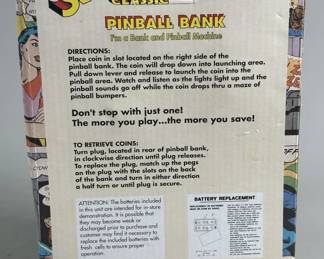 CLASSIC
PINBALL BANK
I'm a Bank and Pinball Machine
DIRECTIONS:
Place coin in slot located on the right side of the
pinball bank. The coin will drop down into launching area.
Pull down lever and release to launch the coin into the
pinball area. Watch and listen as the lights light up and the
pinball sounds go off while the coin drops thru a maze of
pinball bumpers.
Don't stop with just one!
The more you play...the more you save!
TO RETRIEVE COINS:
Turn plug, located in rear of pinball bank,
in clockwise direction until plug releases.
To replace the plug, match up the pegs
on the plug with the slots on the back
of the bank and turn in either direction
a half turn or until plug is secure.
ATTENTION: The batteries included
in this unit are intended for in-store
demonstration. It is possible that
they may become weak or
discharged prior to purchase and
customer may find it necessary to
replace the included batteries with
fresh cells to ensure proper
operation.
BATTERY REPLACEMENT